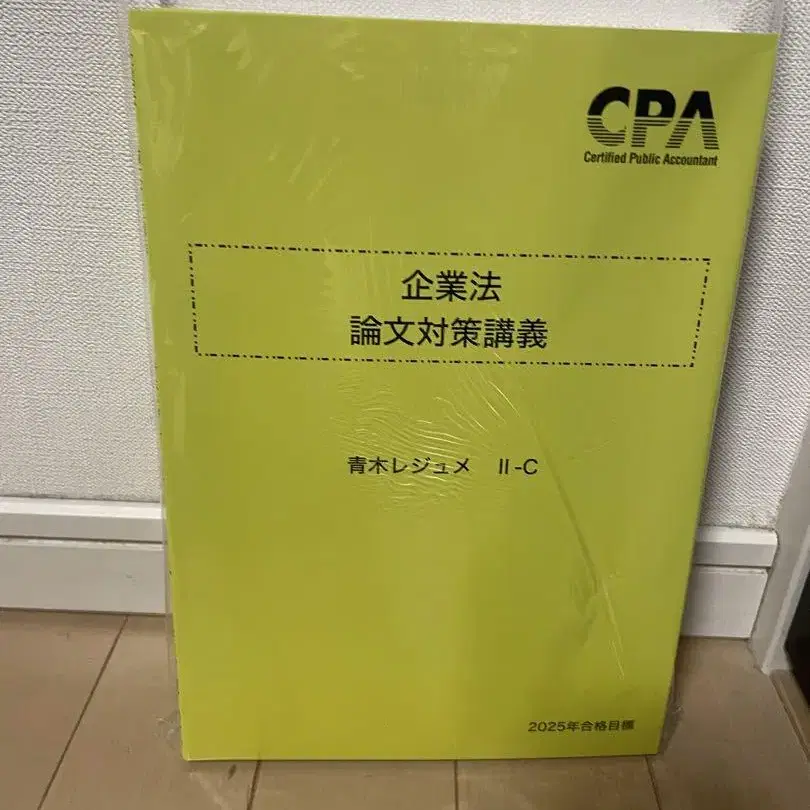 CPA
Certified Public Accountant
企業法
論文対策講義
青木レジュメ II-C
2025年合格目標